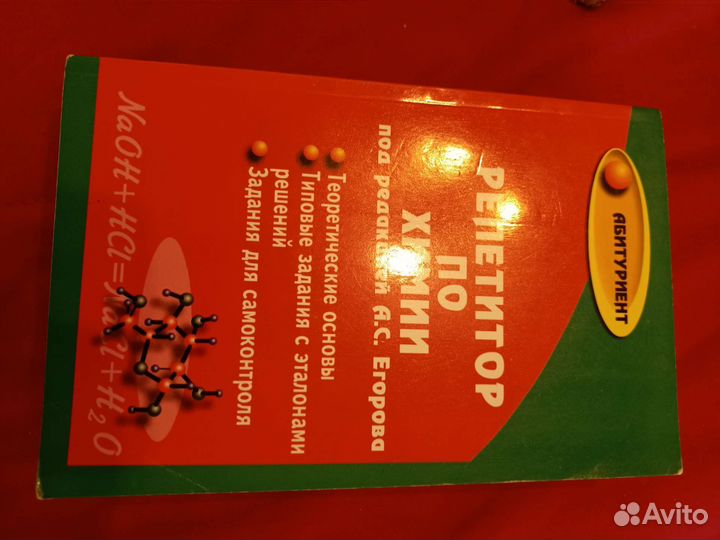 АБИТУРИЕНТ
РЕПЕТИТОР
ПО
ХИМИИ
под редакцией А.С. Егорова
Теоретические основы
Типовые задания с эталонами
решений
Задания для самоконтроля
NaOH + HCl = NaCl + H₂O
Avito